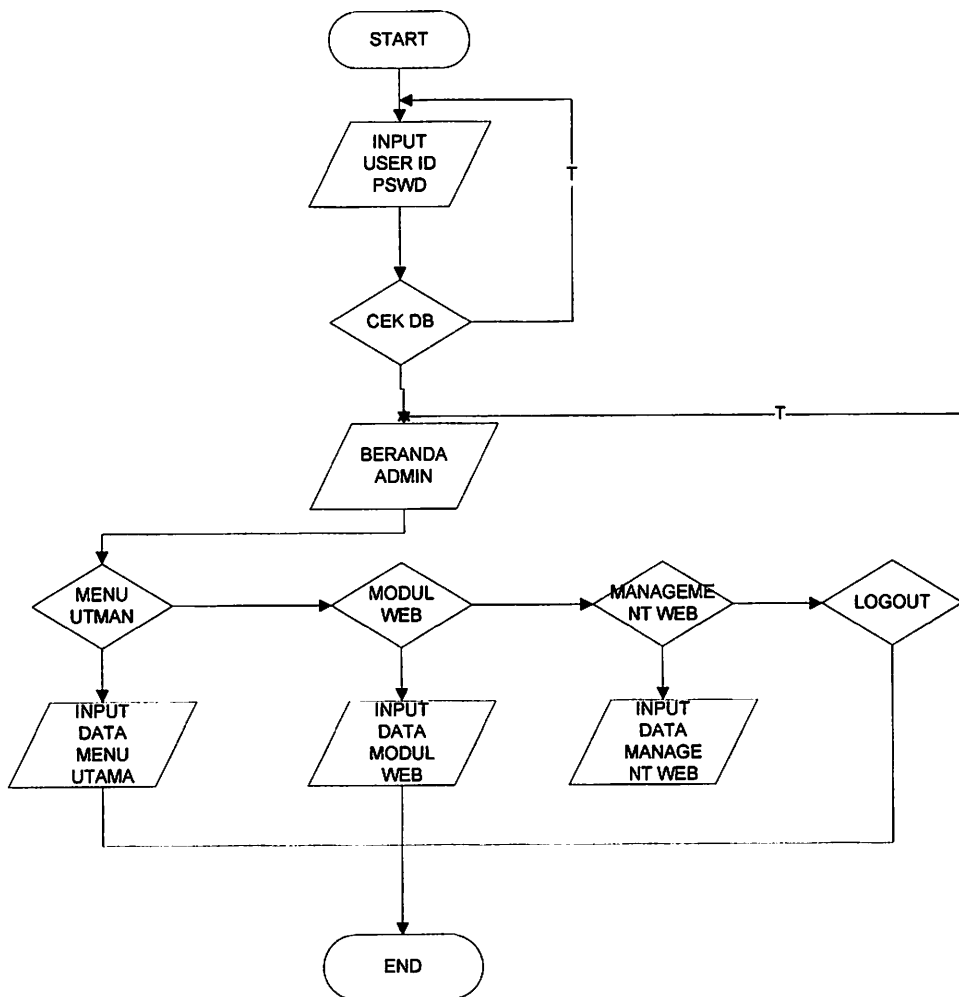 START
INPUT
USER ID
PSWD
T
CEK DB
T
BERANDA
ADMIN
MENU
UTMAN
MODUL
WEB
MANAGEME
NT WEB
LOGOUT
INPUT
DATA
MENU
UTAMA
INPUT
DATA
MODUL
WEB
INPUT
DATA
MANAGE
NT WEB
END